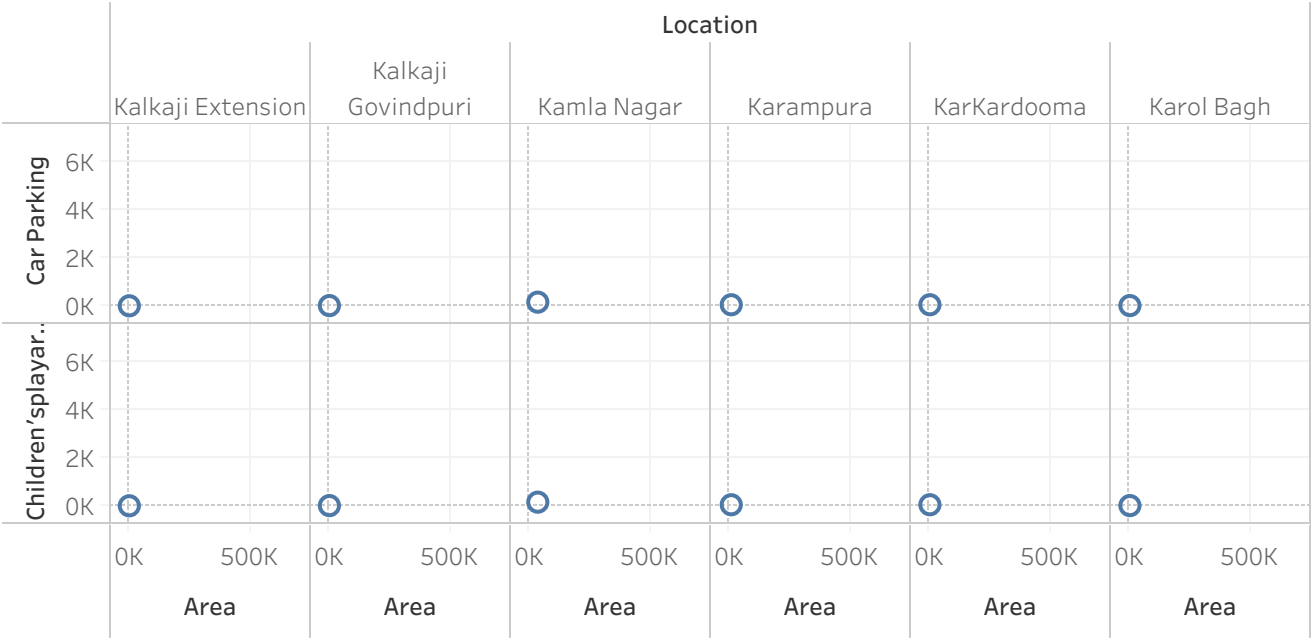 Location
Kalkaji Extension
Kalkaji
Govindpuri
Kamla Nagar
Karampura
KarKardooma
Karol Bagh
Car Parking
6K
4K
2K
0K
Children'splayar..
6K
4K
2K
0K
0K 500K 0K 500K 0K 500K 0K 500K 0K 500K 0K 500K
Area Area Area Area Area Area